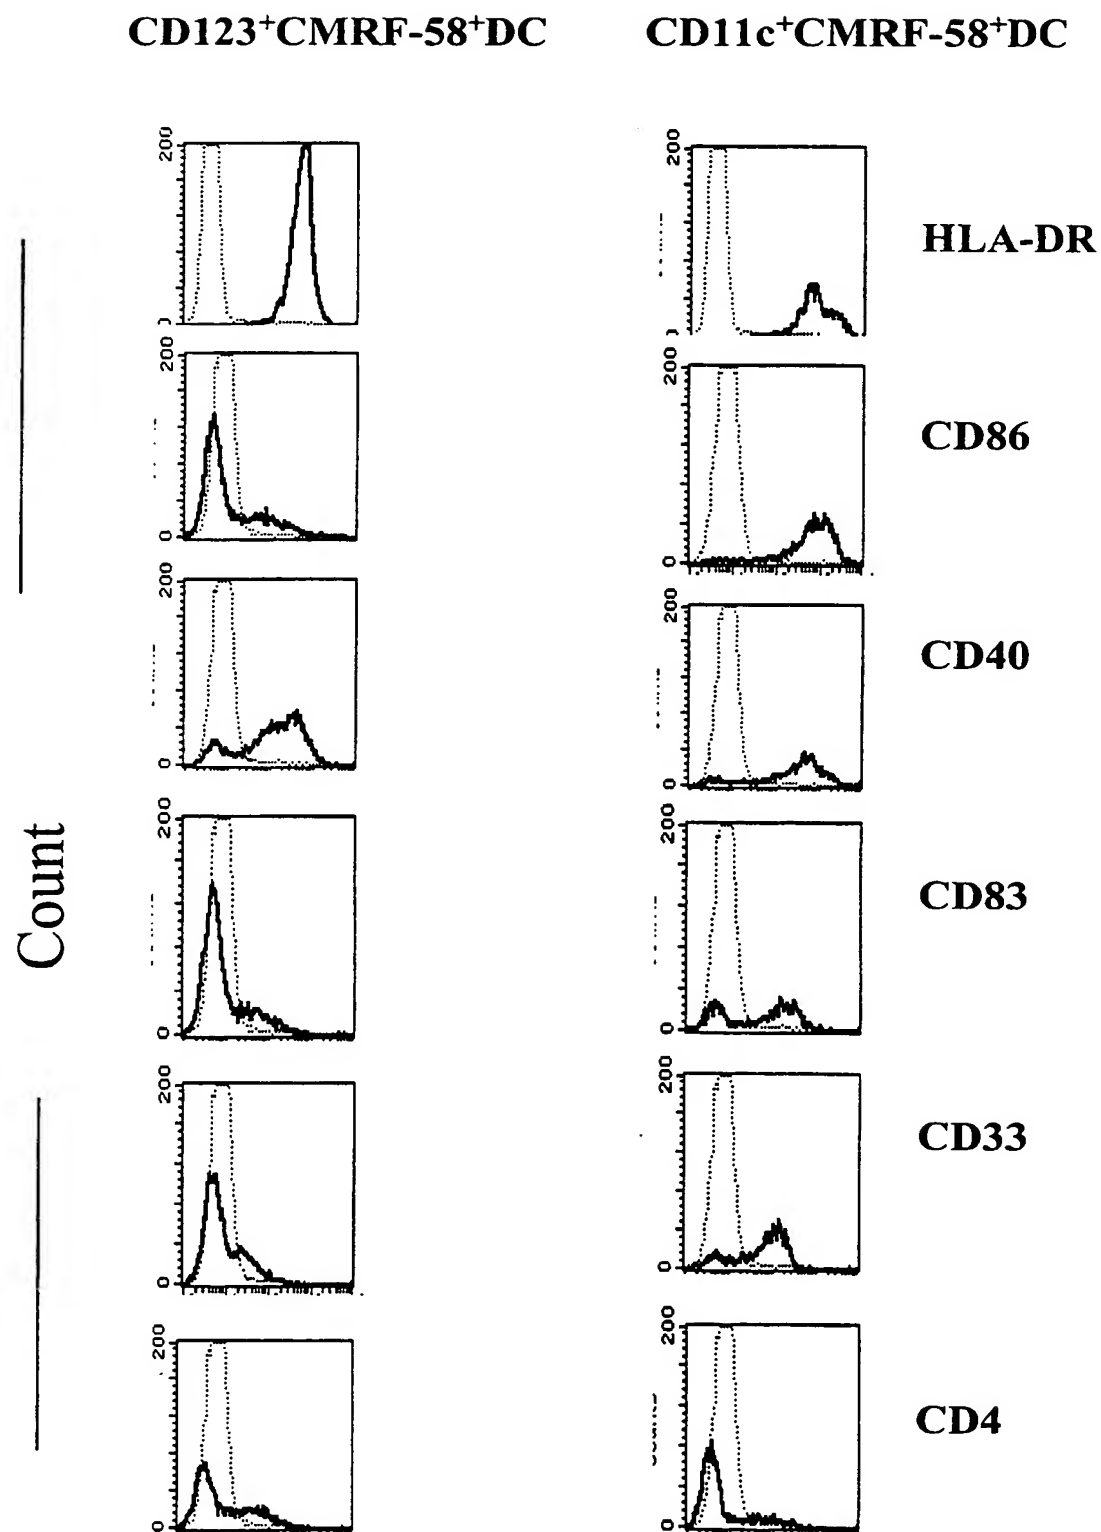 CD123+CMRF-58+DC CD11c+CMRF-58+DC
200 200 HLA-DR
200 0 200 0 CD86
200 0 200 0 CD40
Count
200 0 200 0 CD83
200 0 200 0 CD33
200 0 200 0 CD4